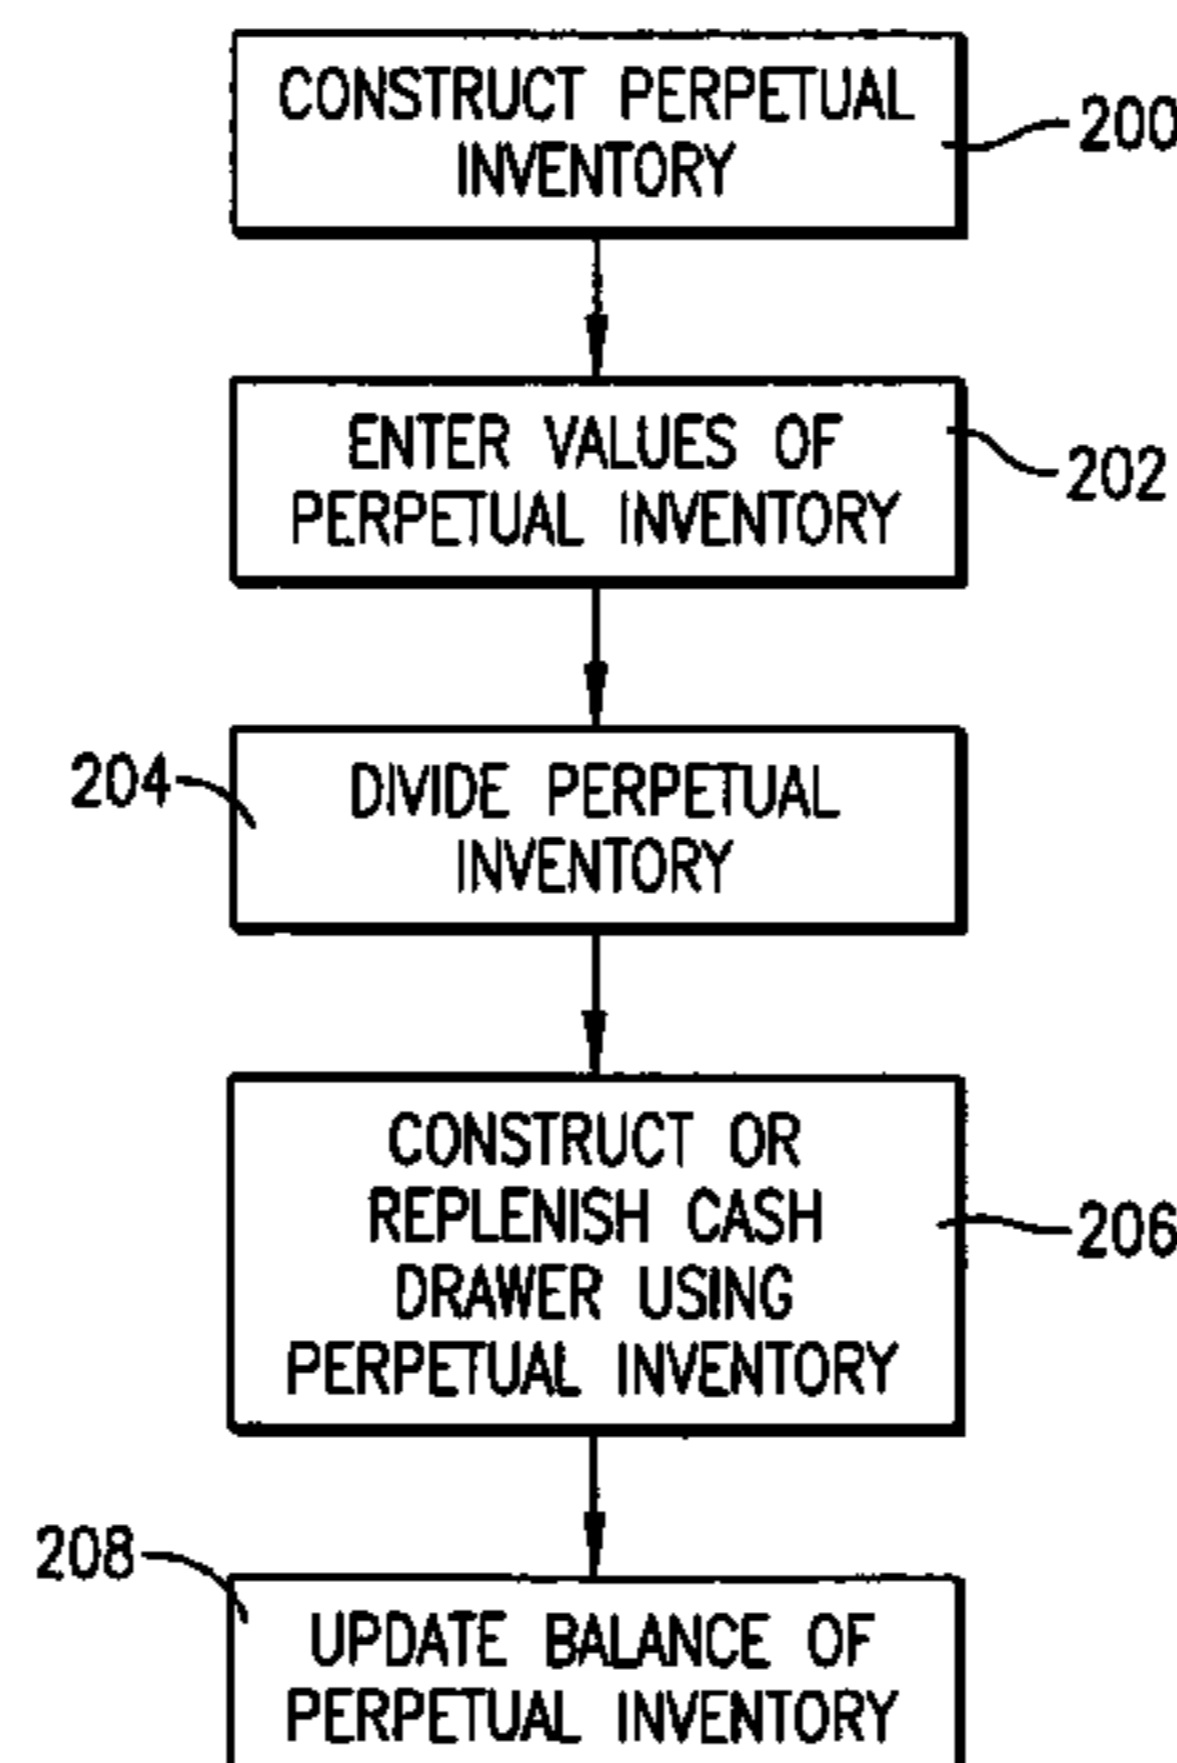 CONSTRUCT PERPETUAL
INVENTORY
200
ENTER VALUES OF
PERPETUAL INVENTORY
202
204
DIVIDE PERPETUAL
INVENTORY
CONSTRUCT OR
REPLENISH CASH
DRAWER USING
PERPETUAL INVENTORY
206
208
UPDATE BALANCE OF
PERPETUAL INVENTORY